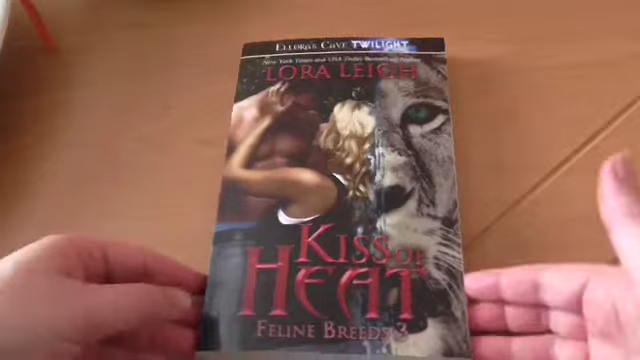 ELLORA'S CAVE TWILIGHT
New York Times and USA Today Bestselling Author
LORA LEIGH
KISS OF
HEAT
FELINE BREEDS 3